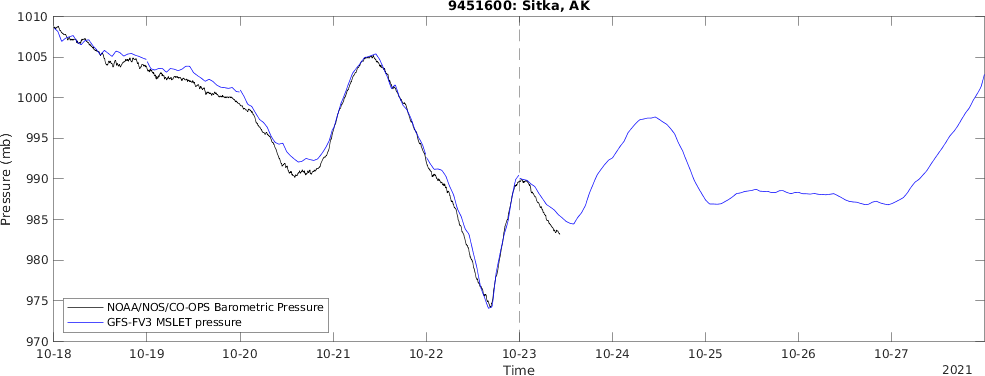 9451600: Sitka, AK
1010
1005
1000
995
990
985
980
975
970
Pressure (mb)
NOAA/NOS/CO-OPS Barometric Pressure
GFS-FV3 MSLET pressure
10-18 10-19 10-20 10-21 10-22 10-23 10-24 10-25 10-26 10-27
Time
2021